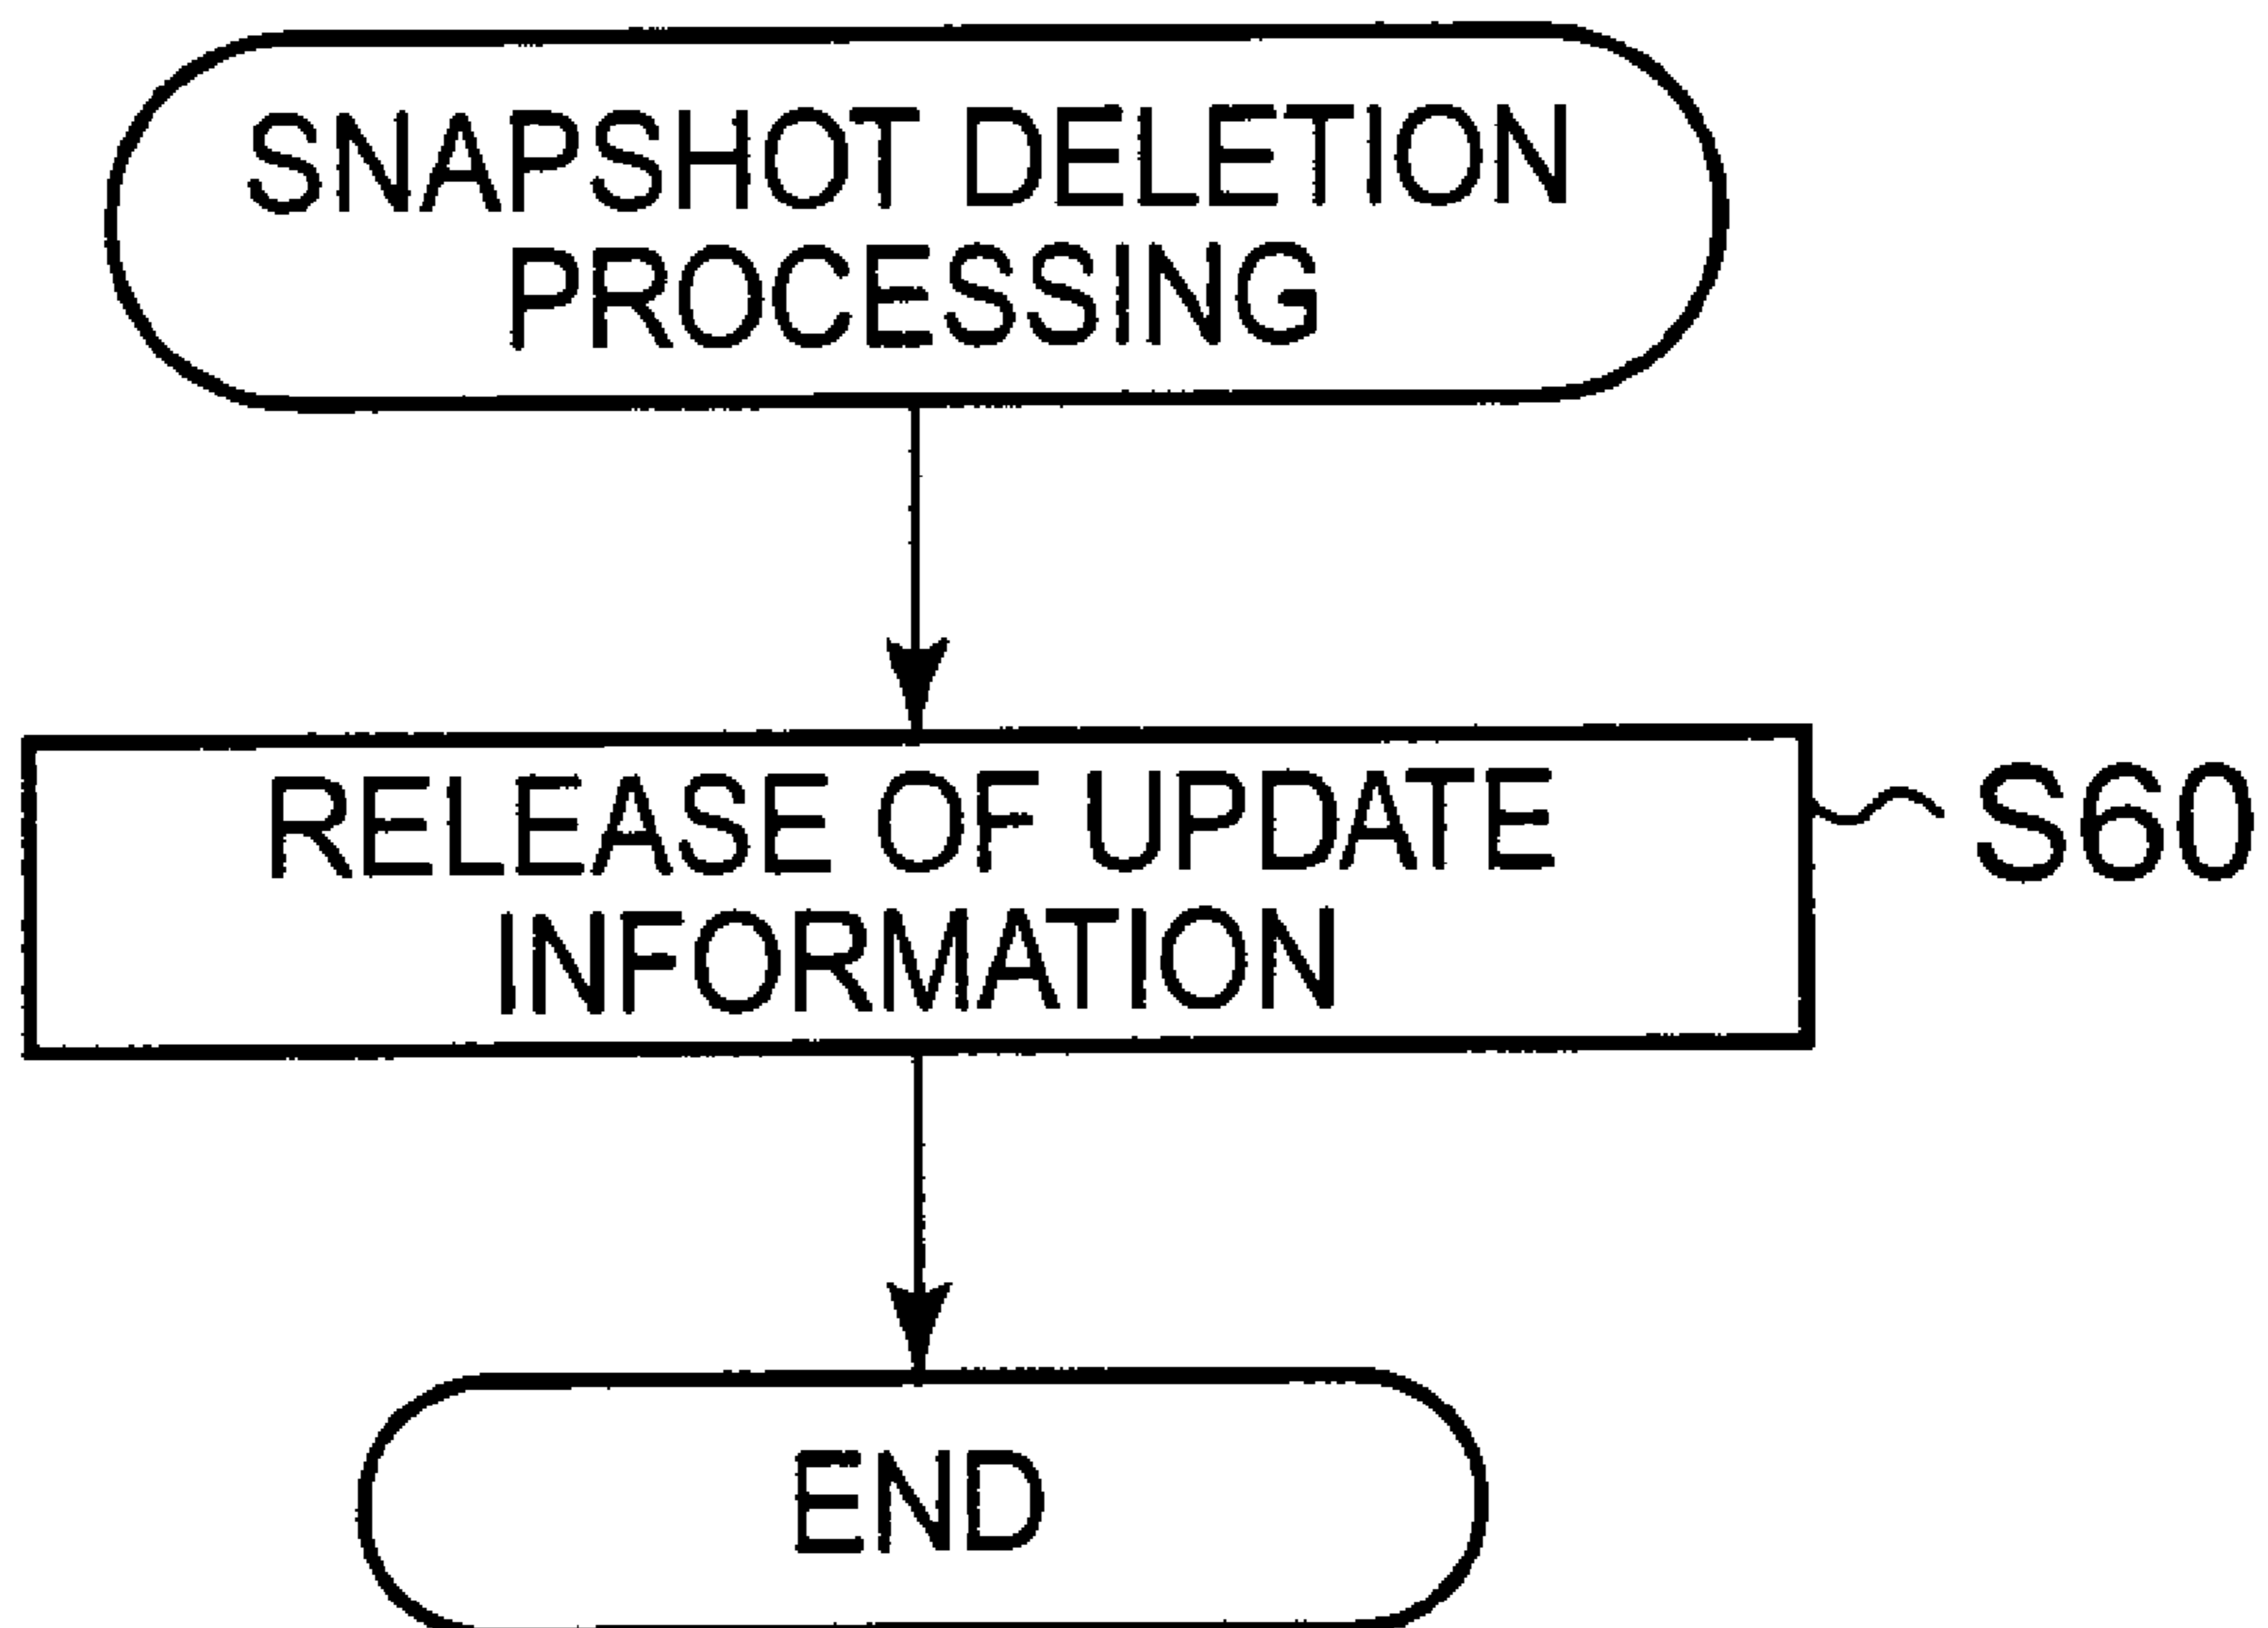 SNAPSHOT DELETION
PROCESSING
RELEASE OF UPDATE
INFORMATION
S60
END